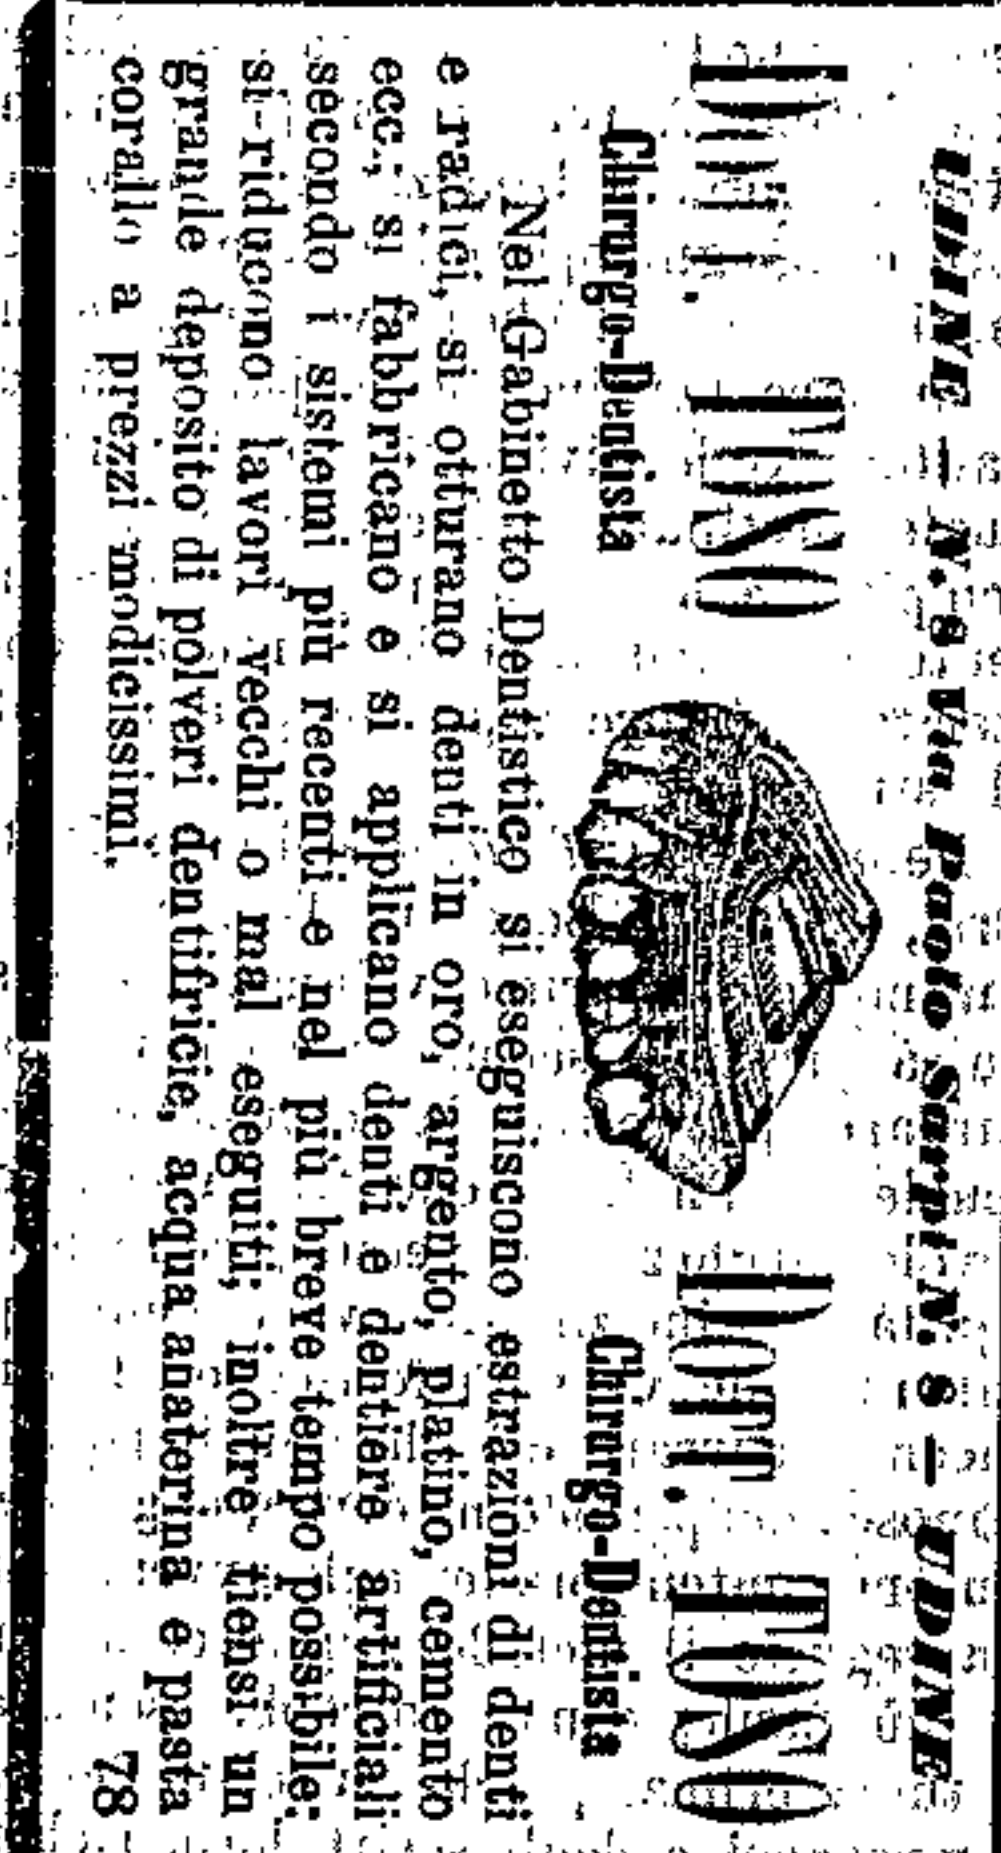 UDINE — N. 8 Via Paolo Sarpi N. 8 — UDINE
Dott. TOSO
Chirurgo-Dentista
Dott. TOSO
Chirurgo-Dentista
Nel Gabinetto Dentistico si eseguiscono estrazioni di denti
e radici, si otturano denti in oro, argento, platino, cemento
ecc., si fabbricano e si applicano denti e dentiere artificiali
secondo i sistemi più recenti e nel più breve tempo possibile;
si riducono lavori vecchi o mal eseguiti; inoltre tiensi un
grande deposito di polveri dentifricie, acqua anaterina e pasta
corallo a prezzi modicissimi.
78